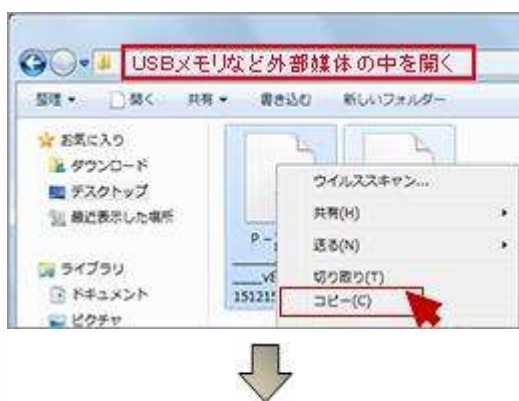 USBメモリなど外部媒体の中を開く
整理 開く 共有 書き込む 新しいフォルダー
お気に入り
ダウンロード
デスクトップ
最近表示した場所
ライブラリ
ドキュメント
ピクチャ
P-
v6
151215
ウイルススキャン...
共有(H)
送る(N)
切り取り(T)
コピー(C)